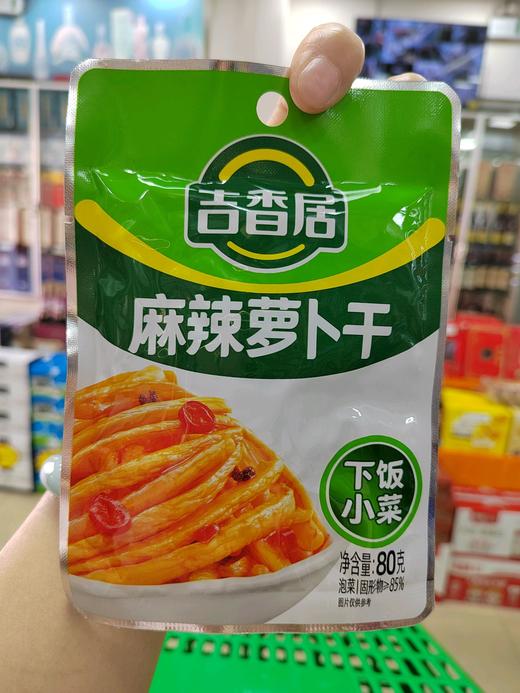 吉香居
麻辣萝卜干
下饭
小菜
净含量:80克
泡菜|固形物≥85%
图片仅供参考